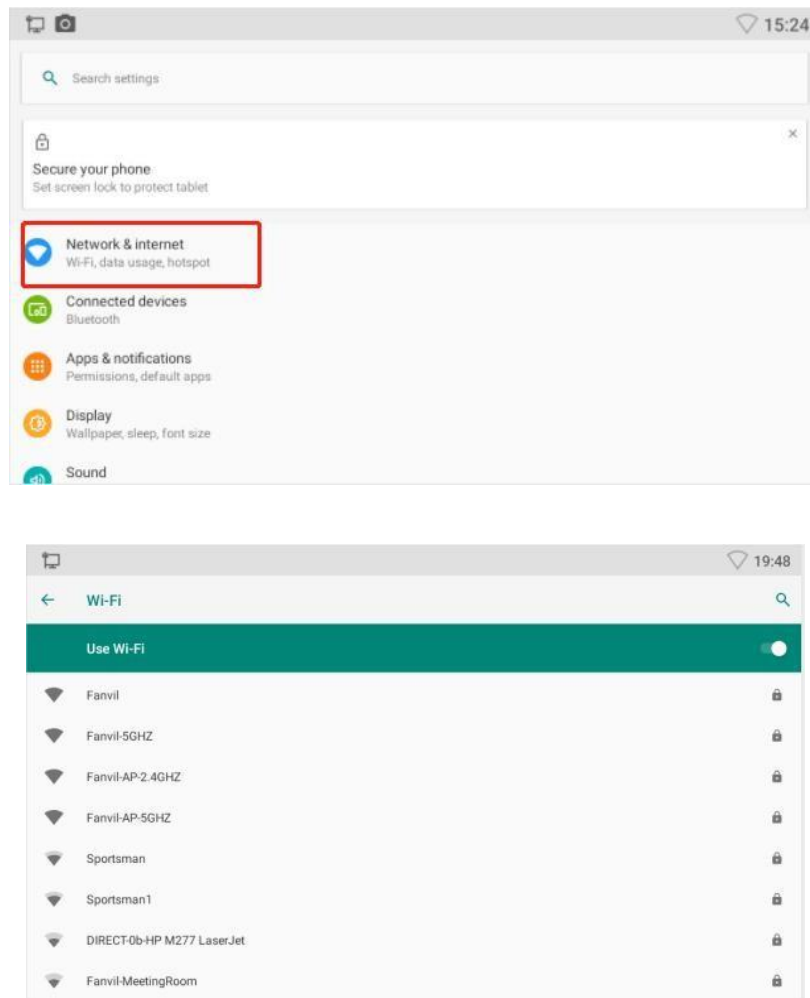 15:24
Search settings
Secure your phone
Set screen lock to protect tablet
Network & internet
Wi-Fi, data usage, hotspot
Connected devices
Bluetooth
Apps & notifications
Permissions, default apps
Display
Wallpaper, sleep, font size
Sound
19:48
Wi-Fi
Use Wi-Fi
Fanvil
Fanvil-5GHZ
Fanvil-AP-2.4GHZ
Fanvil-AP-5GHZ
Sportsman
Sportsman1
DIRECT-0b-HP M277 LaserJet
Fanvil-MeetingRoom